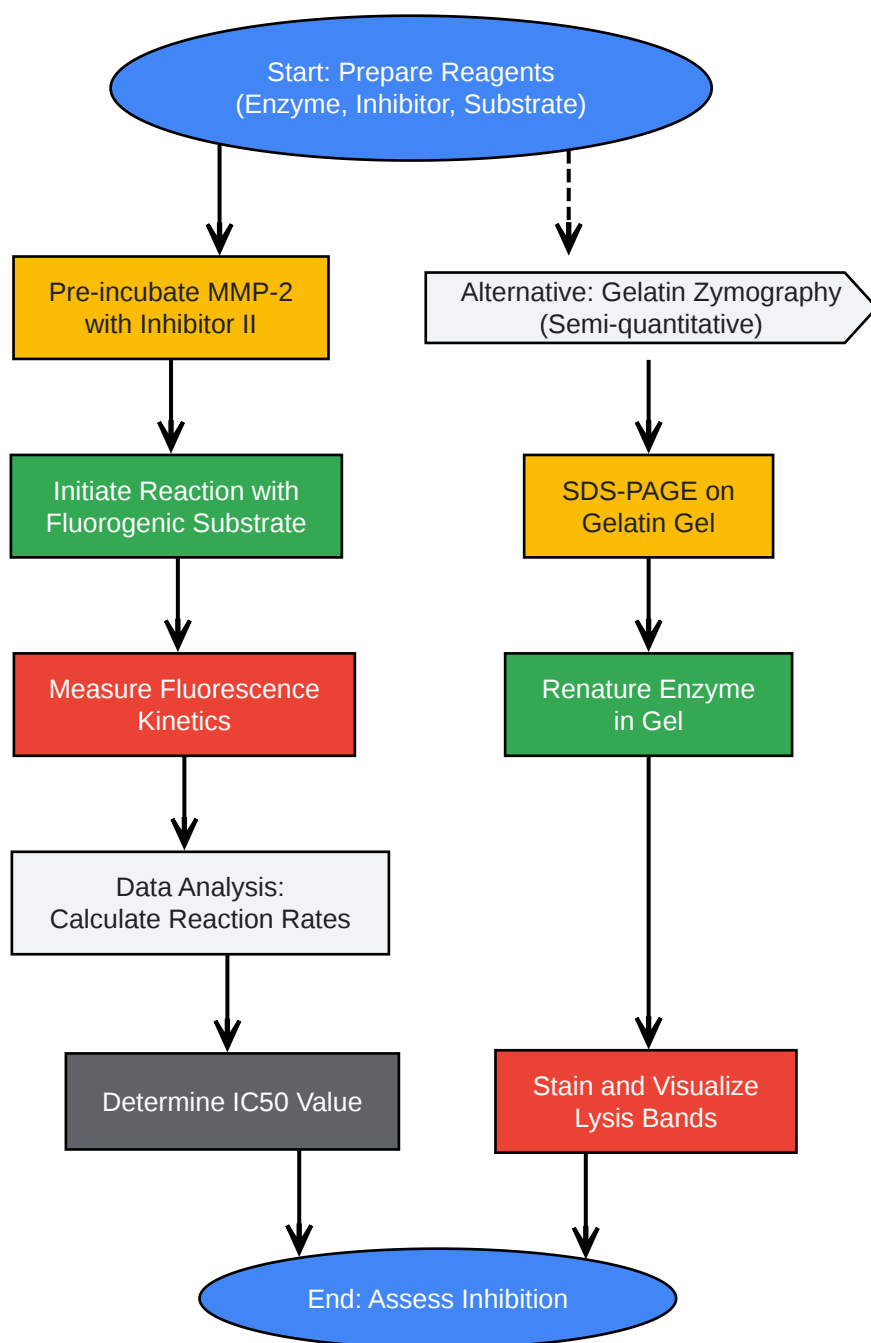 Start: Prepare Reagents
(Enzyme, Inhibitor, Substrate)
Pre-incubate MMP-2
with Inhibitor II
Alternative: Gelatin Zymography
(Semi-quantitative)
Initiate Reaction with
Fluorogenic Substrate
SDS-PAGE on
Gelatin Gel
Measure Fluorescence
Kinetics
Renature Enzyme
in Gel
Data Analysis:
Calculate Reaction Rates
Determine IC50 Value
Stain and Visualize
Lysis Bands
End: Assess Inhibition